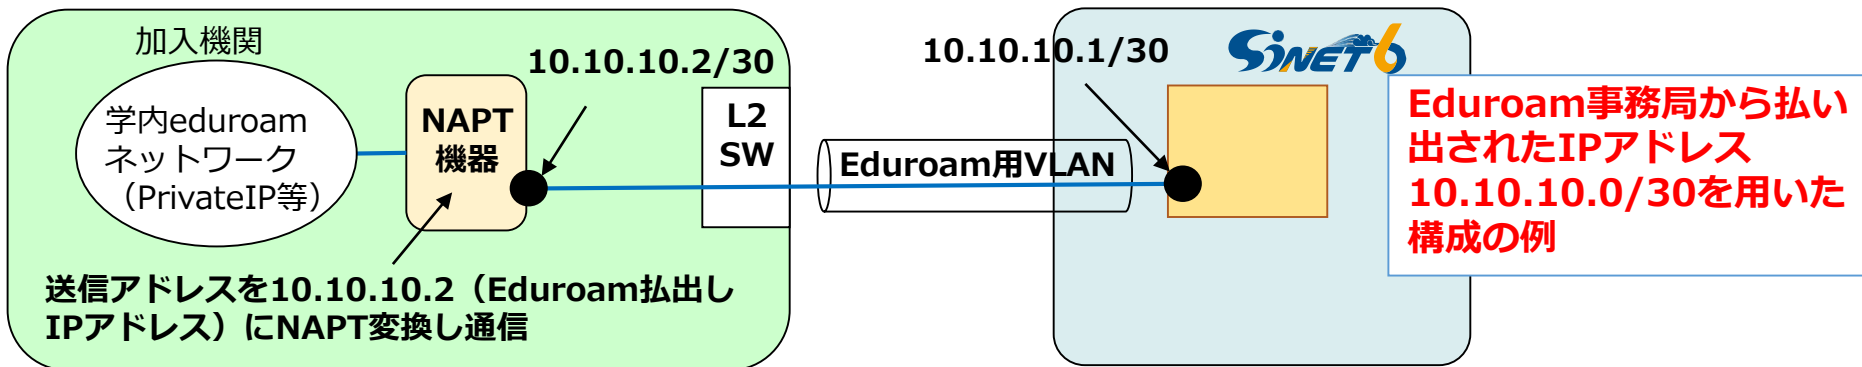 加入機関
学内eduroam
ネットワーク
（PrivateIP等）
NAPT
機器
10.10.10.2/30
L2
SW
送信アドレスを10.10.10.2（Eduroam払出し
IPアドレス）にNAPT変換し通信
Eduroam用VLAN
10.10.10.1/30
SINET6
Eduroam事務局から払い
出されたIPアドレス
10.10.10.0/30を用いた
構成の例